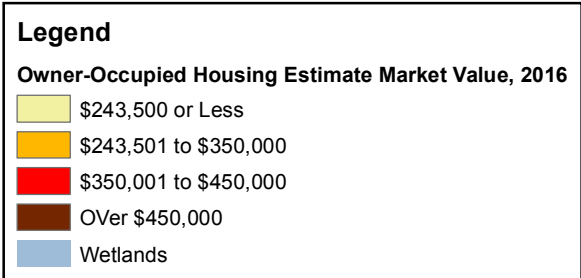 Legend
Owner-Occupied Housing Estimate Market Value, 2016
$243,500 or Less
$243,501 to $350,000
$350,001 to $450,000
OVer $450,000
Wetlands